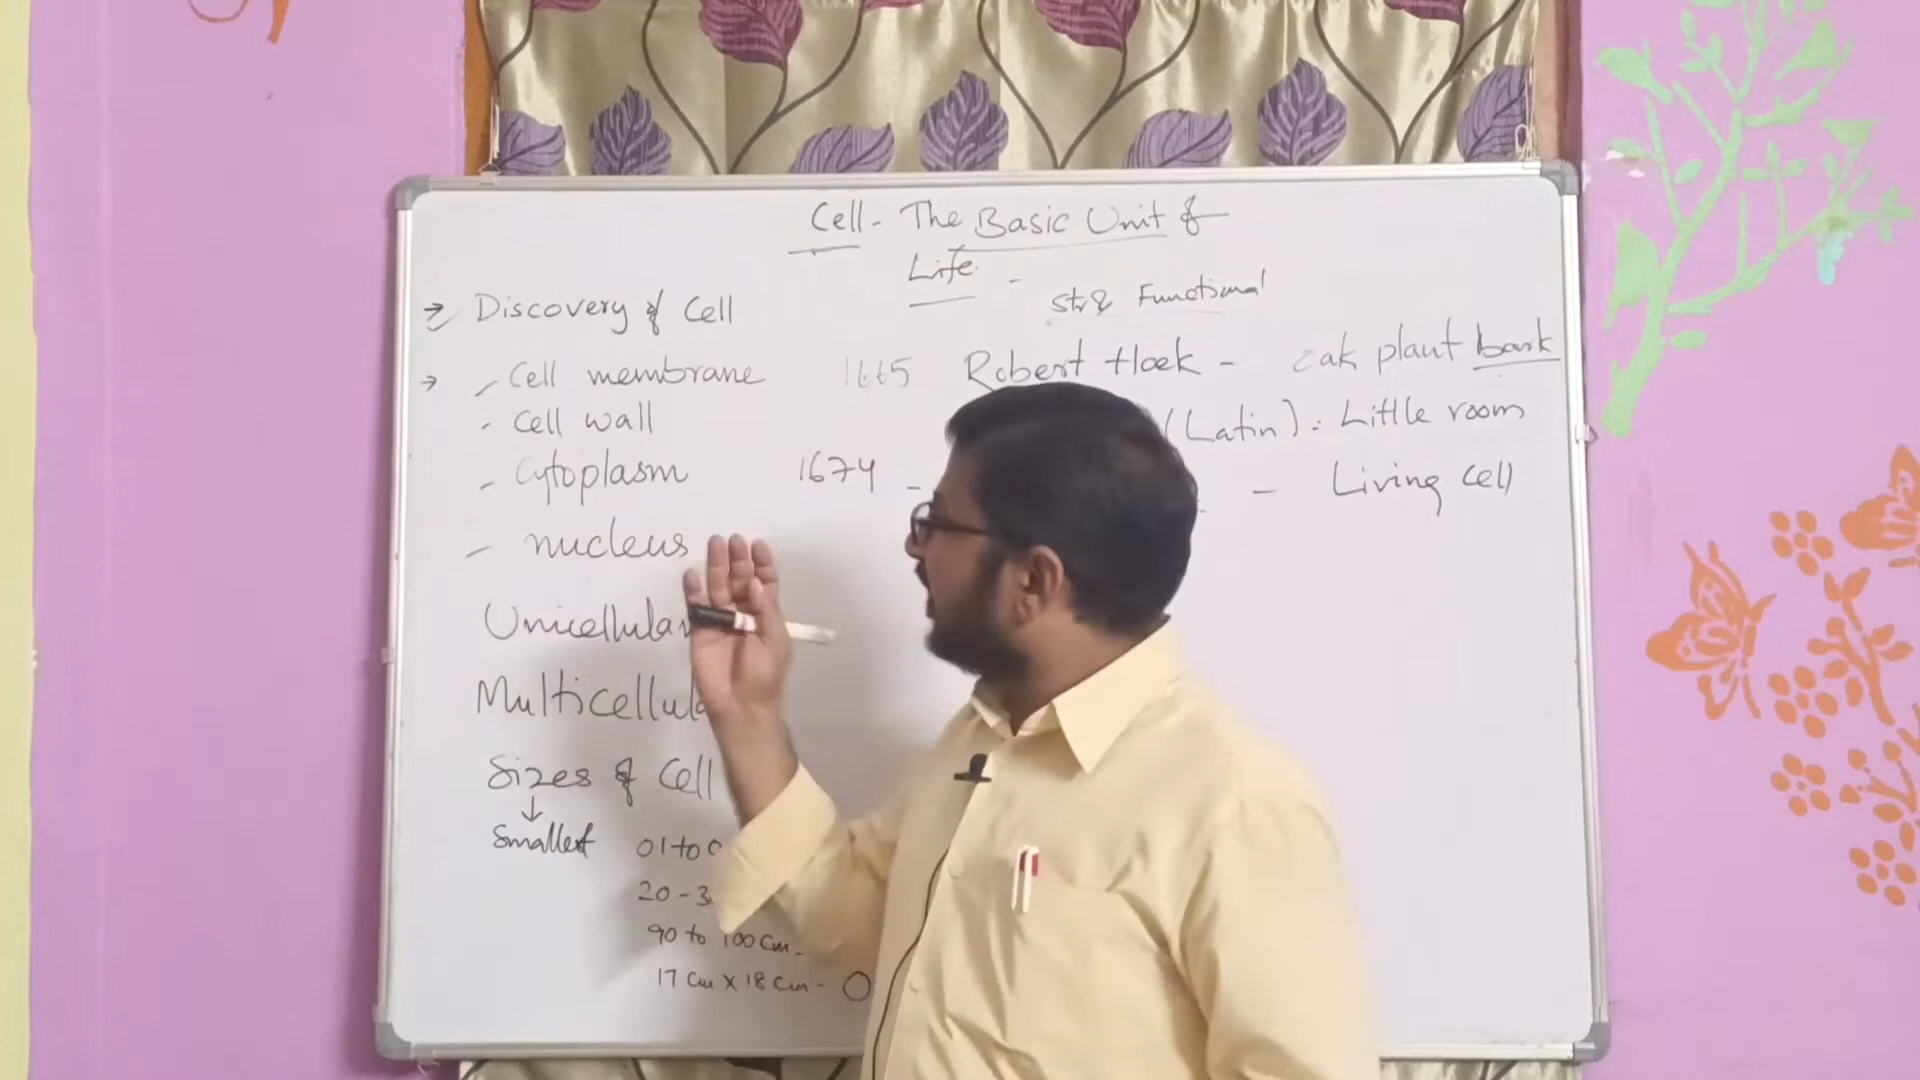 Cell - The Basic Unit of
Life -
Str & Functional
→ Discovery of Cell
→ - Cell membrane 1665 Robert Hoek - oak plant bark
- Cell wall (Latin) : Little room
- Cytoplasm 1674 - - Living cell
- nucleus
Unicellular
Multicellula
Sizes of Cell
↓
Smallest 01 to
20 - 3
90 to 100 cm -
17 cm X 18 cm -